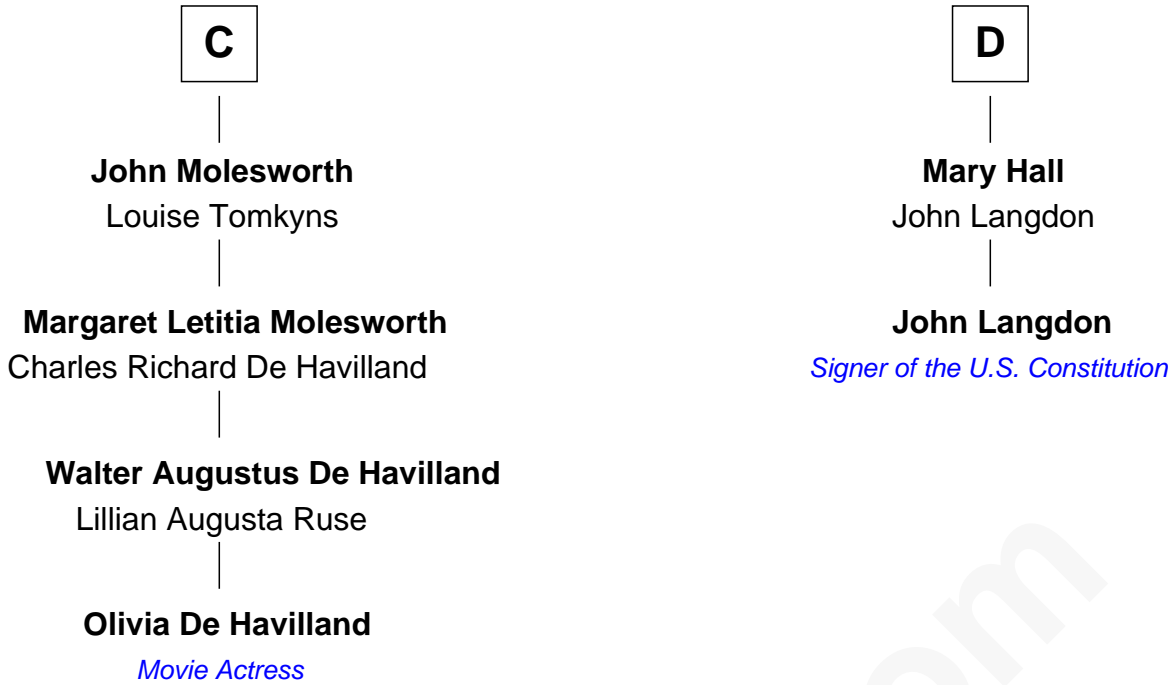 C
John Molesworth
Louise Tomkyns
Margaret Letitia Molesworth
Charles Richard De Havilland
Walter Augustus De Havilland
Lillian Augusta Ruse
Olivia De Havilland
Movie Actress
D
Mary Hall
John Langdon
John Langdon
Signer of the U.S. Constitution
om